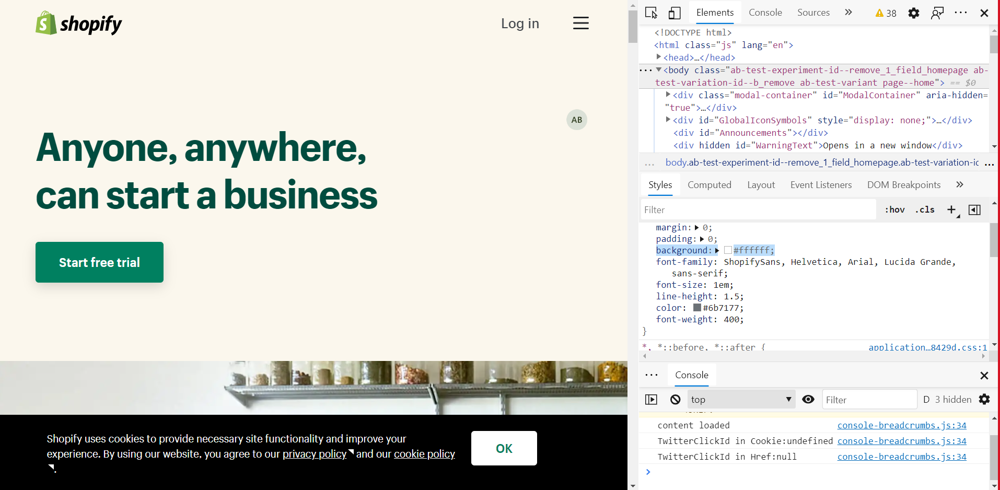 shopify
Log in
AB
Anyone, anywhere,
can start a business
Start free trial
Shopify uses cookies to provide necessary site functionality and improve your
experience. By using our website, you agree to our privacy policy and our cookie policy
.
OK
Elements Console Sources 38
<!DOCTYPE html>
<html class="js" lang="en">
<head>…</head>
<body class="ab-test-experiment-id--remove_1_field_homepage ab-
test-variation-id--b_remove ab-test-variant page--home"> == $0
<div class="modal-container" id="ModalContainer" aria-hidden=
"true">…</div>
<div id="GlobalIconSymbols" style="display: none;">…</div>
<div id="Announcements"></div>
<div hidden id="WarningText">Opens in a new window</div>
... body.ab-test-experiment-id--remove_1_field_homepage.ab-test-variation-id ...
Styles Computed Layout Event Listeners DOM Breakpoints
Filter :hov .cls +
margin: 0;
padding: 0;
background: #ffffff;
font-family: ShopifySans, Helvetica, Arial, Lucida Grande,
sans-serif;
font-size: 1em;
line-height: 1.5;
color: #6b7177;
font-weight: 400;
}
*, *::before, *::after { application…8429d.css:1
Console
top Filter D 3 hidden
content loaded console-breadcrumbs.js:34
TwitterClickId in Cookie:undefined console-breadcrumbs.js:34
TwitterClickId in Href:null console-breadcrumbs.js:34